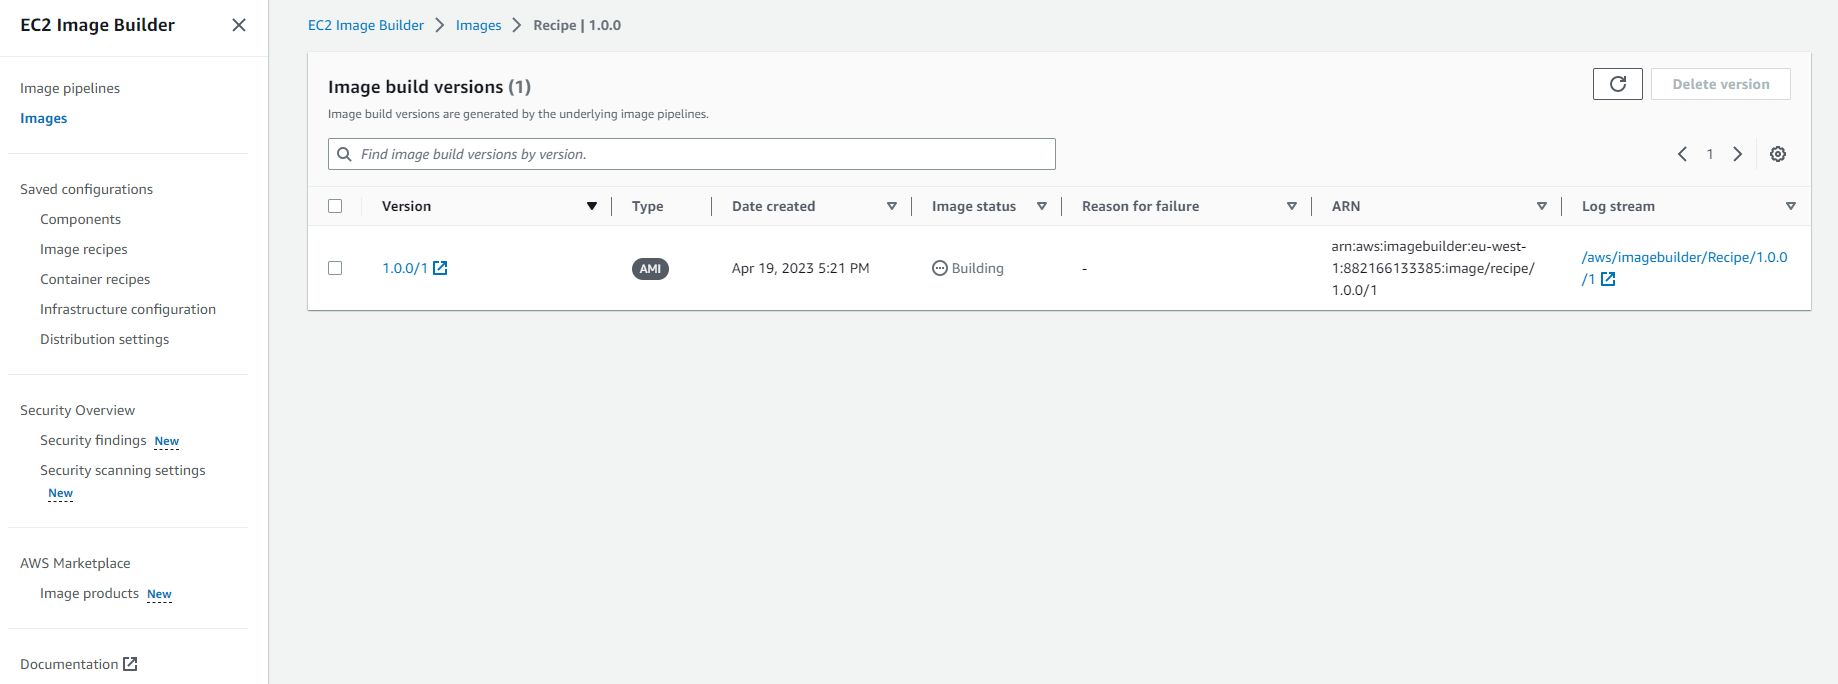 EC2 Image Builder
Image pipelines
Images
Saved configurations
Components
Image recipes
Container recipes
Infrastructure configuration
Distribution settings
Security Overview
Security findings New
Security scanning settings
New
AWS Marketplace
Image products New
Documentation
EC2 Image Builder Images Recipe | 1.0.0
Image build versions (1)
Delete version
Image build versions are generated by the underlying image pipelines.
Find image build versions by version.
1
Version Type Date created Image status Reason for failure ARN Log stream
1.0.0/1 AMI Apr 19, 2023 5:21 PM Building -
arn:aws:imagebuilder:eu-west-
1:882166133385:image/recipe/
1.0.0/1
/aws/imagebuilder/Recipe/1.0.0
/1